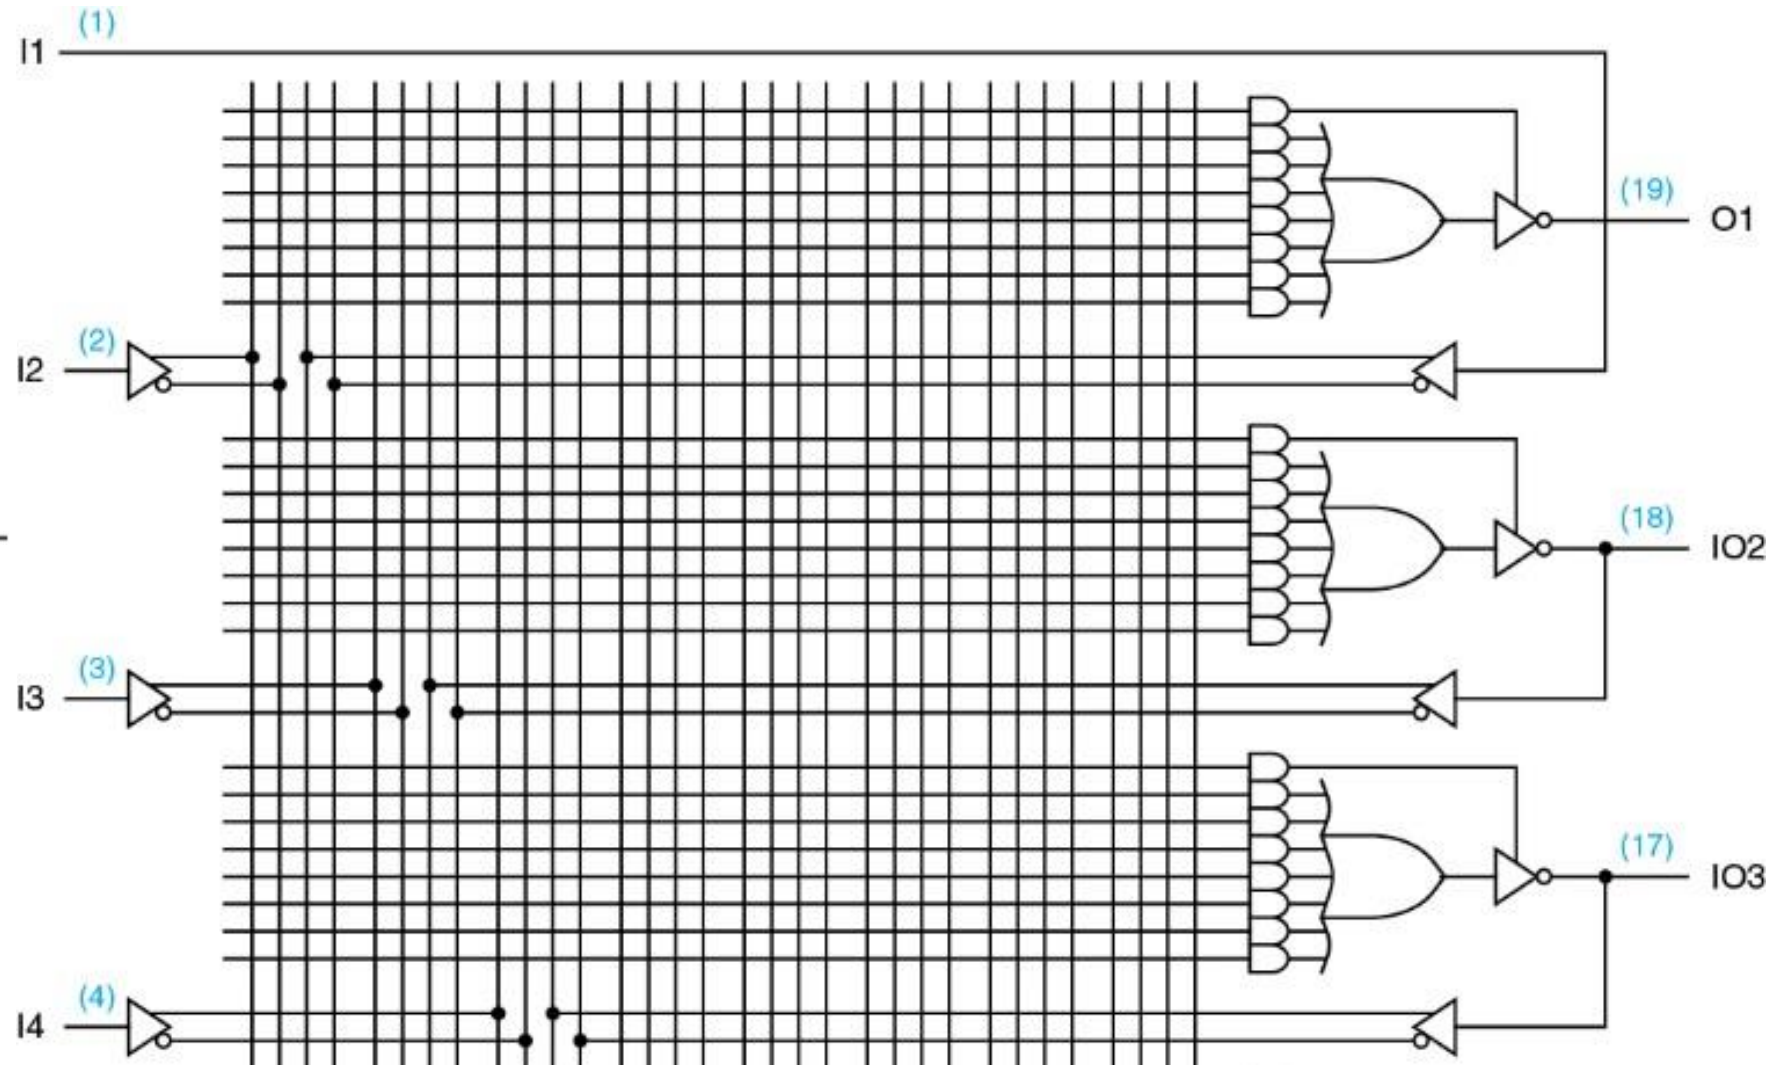 (1)
I1
(19)
O1
(2)
I2
(18)
IO2
(3)
I3
(17)
IO3
(4)
I4